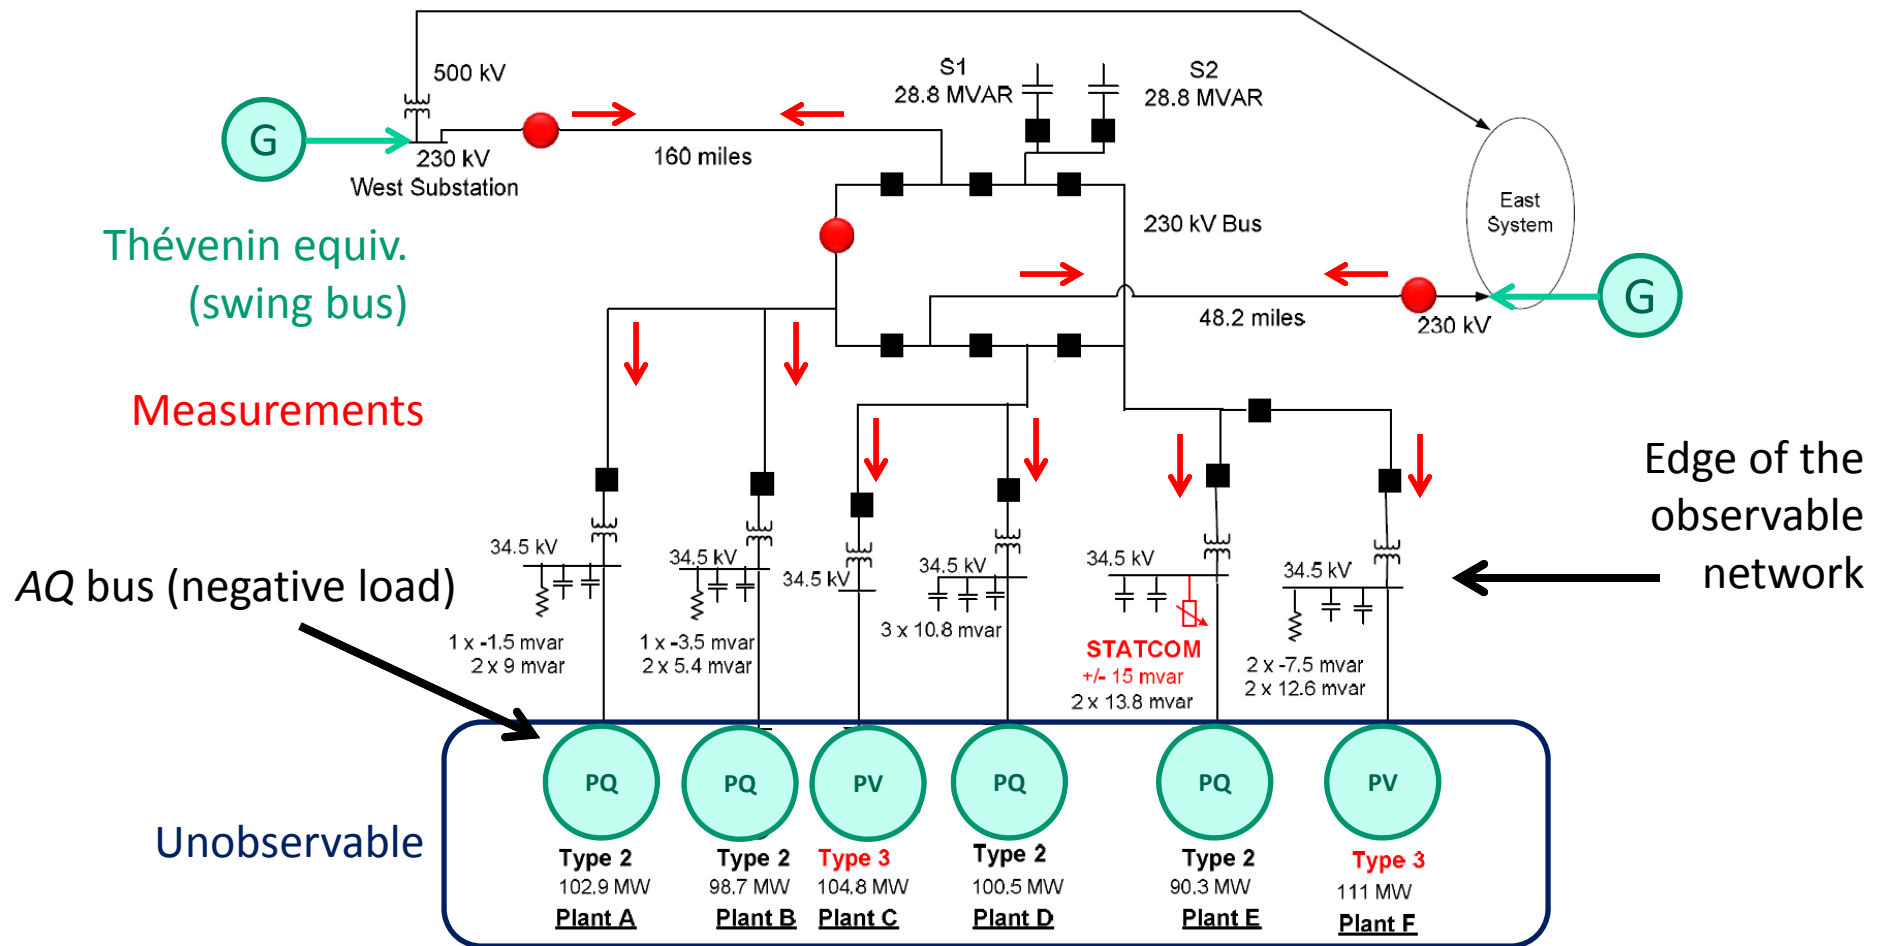 500 kV
S1
28.8 MVAR
S2
28.8 MVAR
G
230 kV
West Substation
160 miles
East
System
230 kV Bus
Thévenin equiv.
(swing bus)
G
48.2 miles
230 kV
Measurements
Edge of the
observable
network
34.5 kV
34.5 kV
34.5 kV
34.5 kV
34.5 kV
34.5 kV
AQ bus (negative load)
1 x -1.5 mvar
2 x 9 mvar
1 x -3.5 mvar
2 x 5.4 mvar
3 x 10.8 mvar
STATCOM
+/- 15 mvar
2 x 13.8 mvar
2 x -7.5 mvar
2 x 12.6 mvar
Unobservable
PQ
PQ
PV
PQ
PQ
PV
Type 2
102.9 MW
Plant A
Type 2
98.7 MW
Plant B
Type 3
104.8 MW
Plant C
Type 2
100.5 MW
Plant D
Type 2
90.3 MW
Plant E
Type 3
111 MW
Plant F